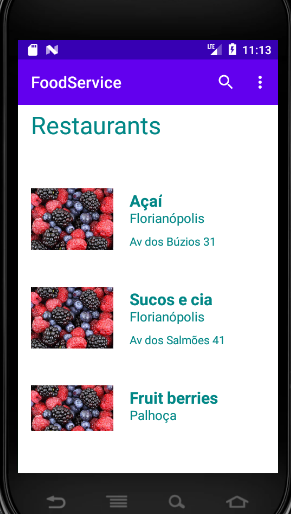 LTE 11:13
FoodService
Restaurants
Açaí
Florianópolis
Av dos Búzios 31
Sucos e cia
Florianópolis
Av dos Salmões 41
Fruit berries
Palhoça